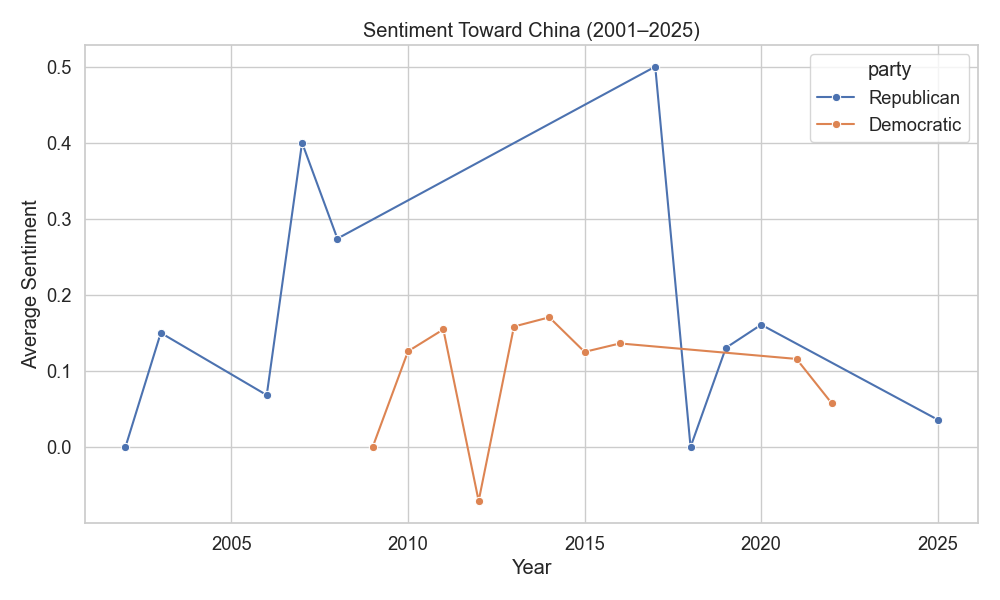 Sentiment Toward China (2001–2025)
party
Republican
Democratic
0.5
0.4
0.3
0.2
0.1
0.0
Average Sentiment
2005
2010
2015
2020
2025
Year